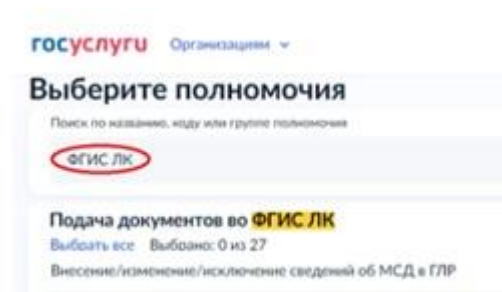 госуслуги Организациям
Выберите полномочия
Поиск по названию, коду или группе полномочия
ФГИС ЛК
Подача документов во ФГИС ЛК
Выбрать все Выбрано: 0 из 27
Внесение/изменение/исключение сведений об МСД в ГЛР